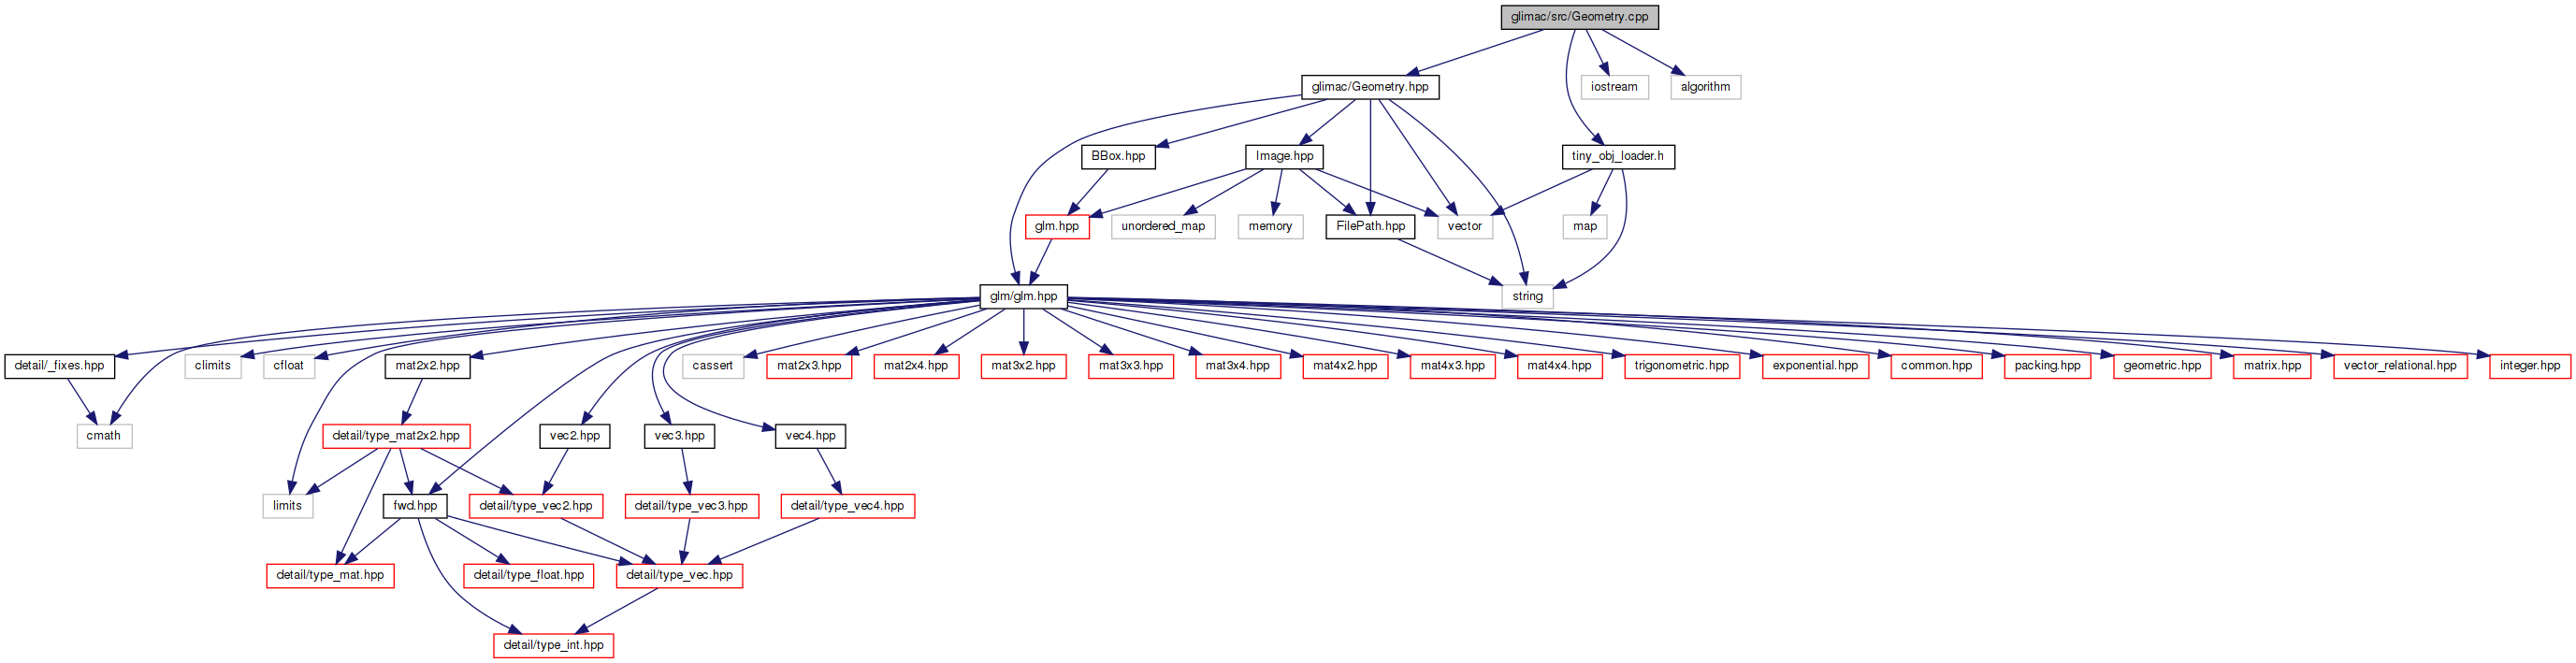 glimac/src/Geometry.cpp
glimac/Geometry.hpp
iostream
algorithm
BBox.hpp
Image.hpp
tiny_obj_loader.h
glm.hpp
unordered_map
memory
FilePath.hpp
vector
map
glm/glm.hpp
string
detail/_fixes.hpp
climits
cfloat
mat2x2.hpp
cassert
mat2x3.hpp
mat2x4.hpp
mat3x2.hpp
mat3x3.hpp
mat3x4.hpp
mat4x2.hpp
mat4x3.hpp
mat4x4.hpp
trigonometric.hpp
exponential.hpp
common.hpp
packing.hpp
geometric.hpp
matrix.hpp
vector_relational.hpp
integer.hpp
cmath
detail/type_mat2x2.hpp
vec2.hpp
vec3.hpp
vec4.hpp
limits
fwd.hpp
detail/type_vec2.hpp
detail/type_vec3.hpp
detail/type_vec4.hpp
detail/type_mat.hpp
detail/type_float.hpp
detail/type_vec.hpp
detail/type_int.hpp